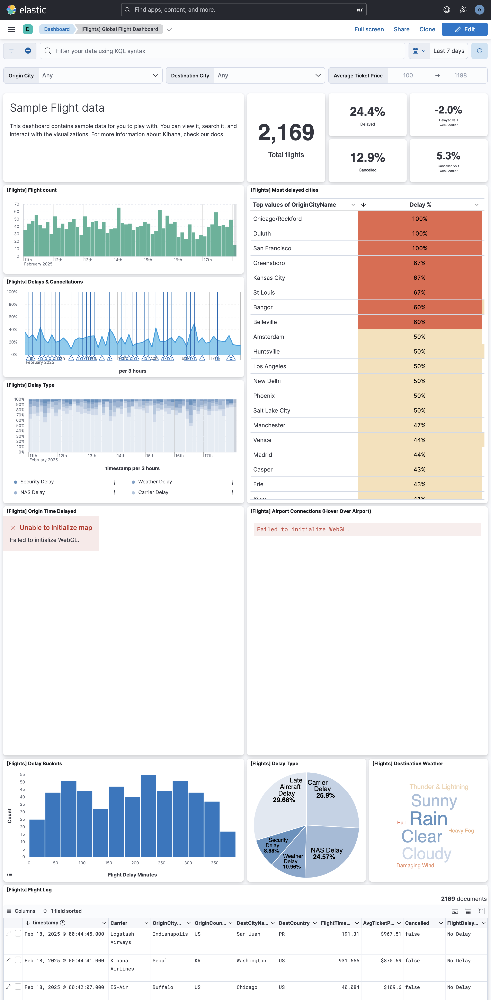 elastic
Find apps, content, and more.
⌘/
e
D
Dashboard
[Flights] Global Flight Dashboard
Full screen
Share
Clone
Edit
Filter your data using KQL syntax
Last 7 days
Origin City
Any
Destination City
Any
Average Ticket Price
100
→
1198
Sample Flight data
This dashboard contains sample data for you to play with. You can view it, search it, and
interact with the visualizations. For more information about Kibana, check our docs.
2,169
Total flights
24.4%
Delayed
-2.0%
Delayed vs 1
week earlier
12.9%
Cancelled
5.3%
Cancelled vs 1
week earlier
[Flights] Flight count
70
60
50
40
30
20
10
0
11th
12th
13th
14th
15th
16th
17th
February 2025
[Flights] Most delayed cities
Top values of OriginCityName
Delay %
Chicago/Rockford 100%
Duluth 100%
San Francisco 100%
Greensboro 67%
Kansas City 67%
St Louis 67%
Bangor 60%
Belleville 60%
Amsterdam 50%
Huntsville 50%
Los Angeles 50%
New Delhi 50%
Phoenix 50%
Salt Lake City 50%
Manchester 47%
Venice 44%
Madrid 44%
Casper 43%
Erie 43%
Xi'an 41%
[Flights] Delays & Cancellations
100%
80%
60%
40%
20%
0%
11th
12th
13th
14th
15th
16th
17th
February 2025
per 3 hours
[Flights] Delay Type
100%
90%
80%
70%
60%
50%
40%
30%
20%
10%
0%
11th
12th
13th
14th
15th
16th
17th
February 2025
timestamp per 3 hours
Security Delay
Weather Delay
NAS Delay
Carrier Delay
[Flights] Origin Time Delayed
Unable to initialize map
Failed to initialize WebGL.
[Flights] Airport Connections (Hover Over Airport)
Failed to initialize WebGL.
[Flights] Delay Buckets
55
50
45
40
35
30
25
20
15
10
5
0
Count
0
50
100
150
200
250
300
350
Flight Delay Minutes
[Flights] Delay Type
Late
Aircraft
Delay
29.68%
Carrier
Delay
25.9%
Security
Delay
8.88%
Weather
Delay
10.96%
NAS Delay
24.57%
[Flights] Destination Weather
Thunder & Lightning
Sunny
Rain
Hail
Heavy Fog
Clear
Cloudy
Damaging Wind
[Flights] Flight Log
2169 documents
Columns
1 field sorted
timestamp
Carrier
OriginCity...
OriginCoun...
DestCityNa...
DestCountry
FlightTime...
AvgTicketP...
Cancelled
FlightDelay...
Feb 18, 2025 @ 00:44:45.000 Logstash Indianapolis US San Juan PR 191.31 $967.51 false No Delay
Airways
Feb 18, 2025 @ 00:44:41.000 Kibana Seoul KR Washington US 931.555 $870.69 false No Delay
Airlines
Feb 18, 2025 @ 00:42:07.000 ES-Air Buffalo US Chicago US 40.084 $109.6 false No Delay